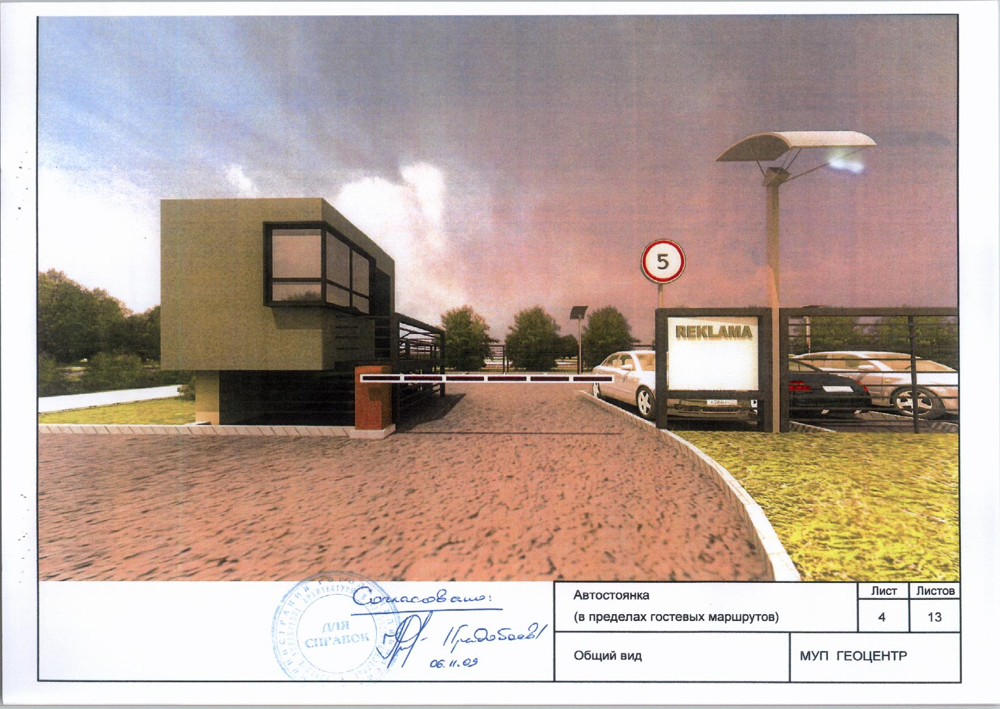 5
REKLAMA
Согласовано:
ДЛЯ
СПРАВОК
06.11.09
Автостоянка
(в пределах гостевых маршрутов)
Лист
Листов
4
13
Общий вид
МУП ГЕОЦЕНТР